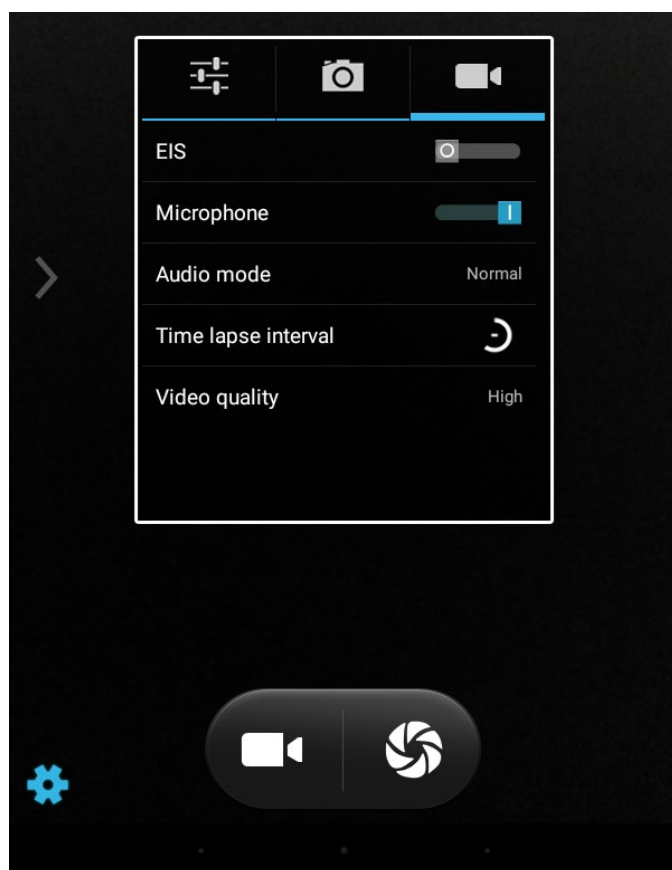 EIS
Microphone
Audio mode
Normal
Time lapse interval
Video quality
High